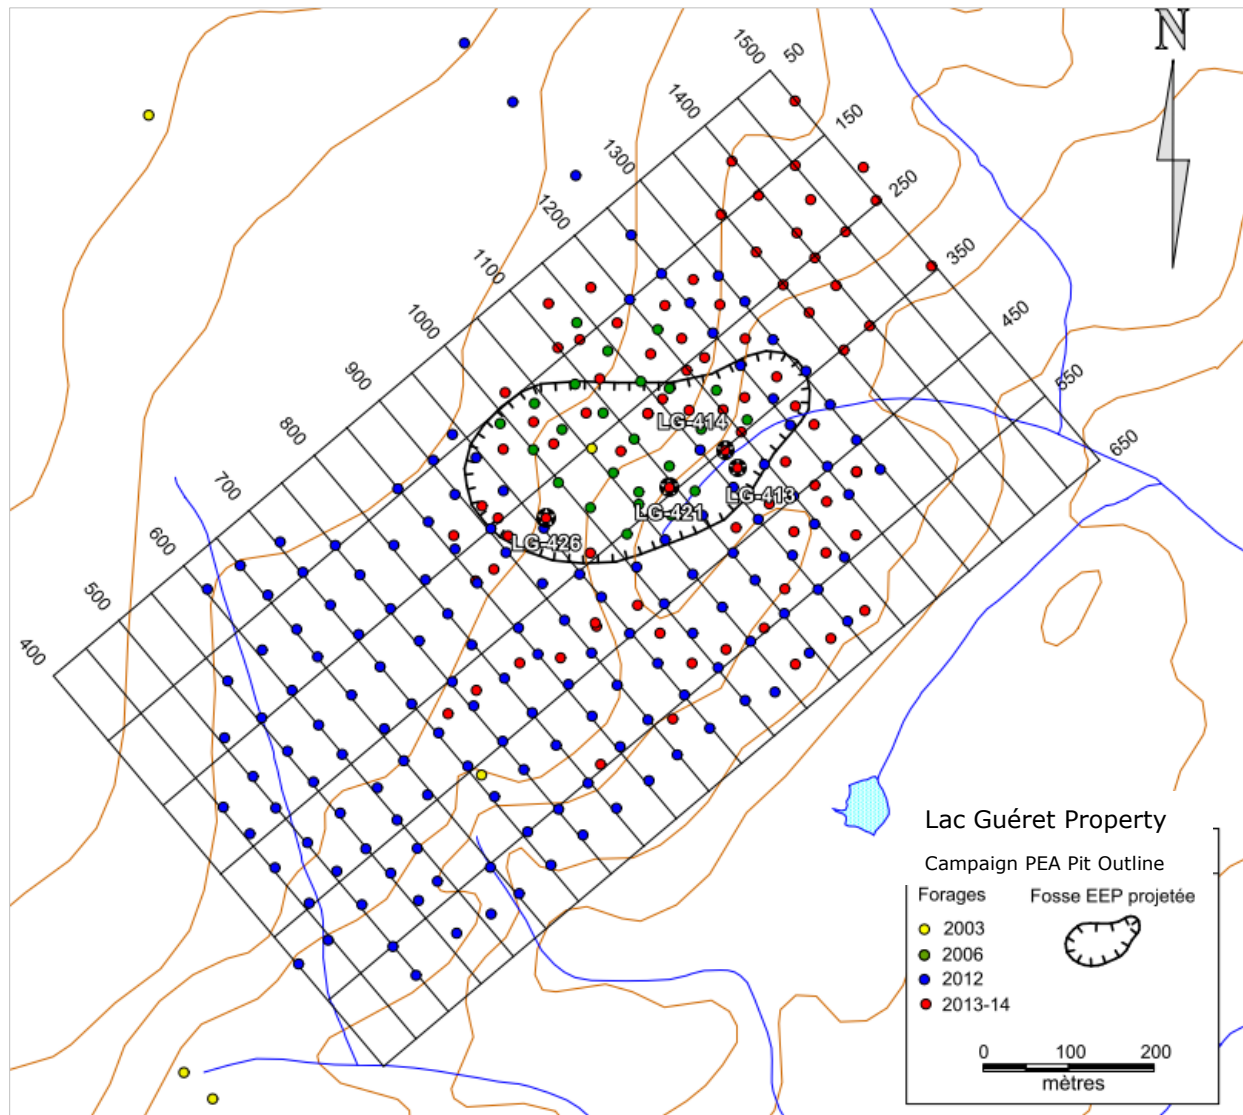 N
1500
50
1400
150
1300
250
1200
350
1100
450
1000
550
900
650
800
700
600
500
400
LG-414
LG-413
LG-421
LG-426
Lac Guéret Property
Campaign PEA Pit Outline
Forages
Fosse EEP projetée
2003
2006
2012
2013-14
0 100 200
mètres